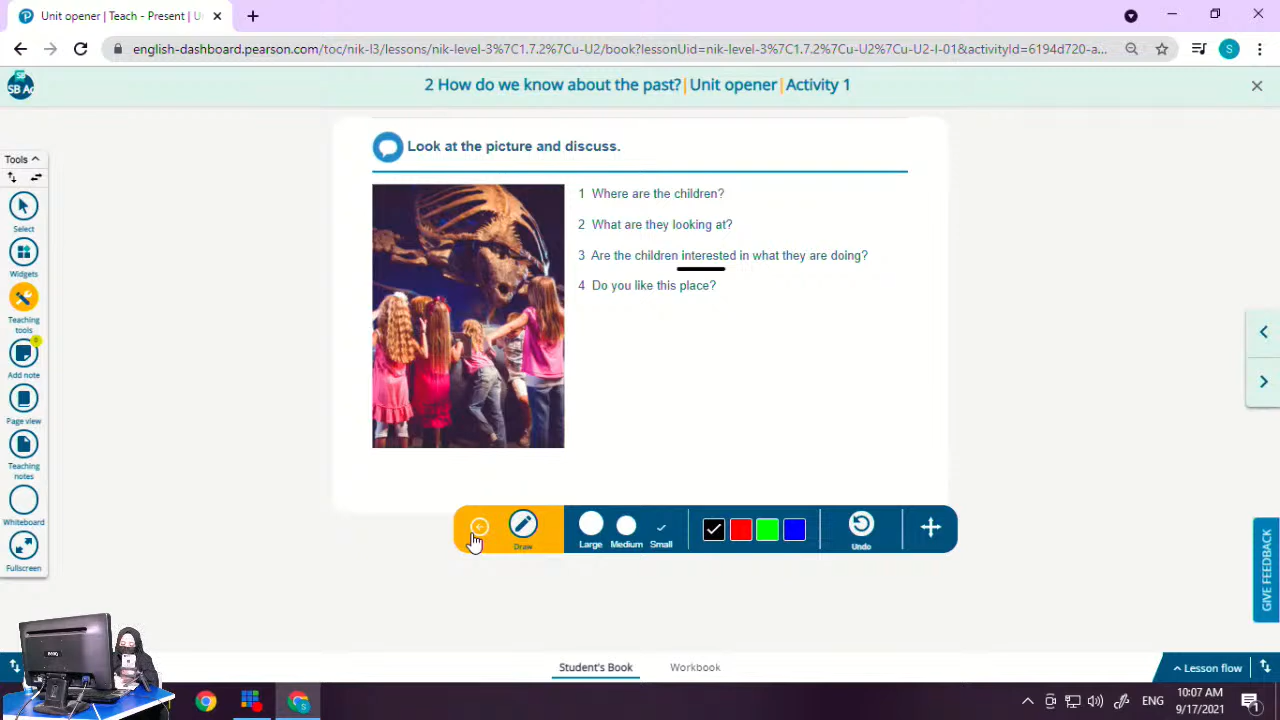 Unit opener | Teach - Present | U
english-dashboard.pearson.com/toc/nik-l3/lessons/nik-level-3%7C1.7.2%7Cu-U2/book?lessonUid=nik-level-3%7C1.7.2%7Cu-U2%7Cu-U2-l-01&activityId=6194d720-a...
S
SB Ac
2 How do we know about the past?|Unit opener|Activity 1
Tools
Select
Widgets
Teaching
tools
0
Add note
Page view
Teaching
notes
Whiteboard
Fullscreen
Look at the picture and discuss.
1 Where are the children?
2 What are they looking at?
3 Are the children interested in what they are doing?
4 Do you like this place?
Draw
Large
Medium
Small
Undo
GIVE FEEDBACK
BenQ
Student's Book
Workbook
Lesson flow
ENG
10:07 AM
9/17/2021
1